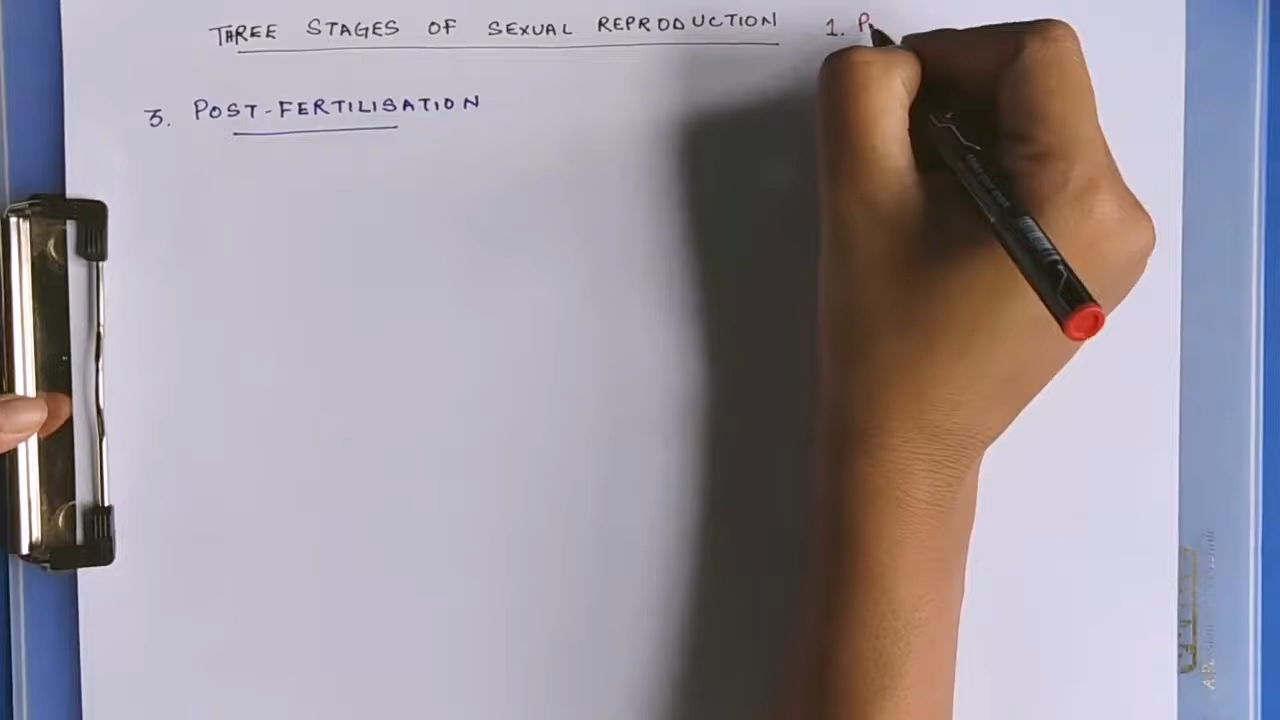 THREE STAGES OF SEXUAL REPRODUCTION 1. P
3. POST-FERTILISATION